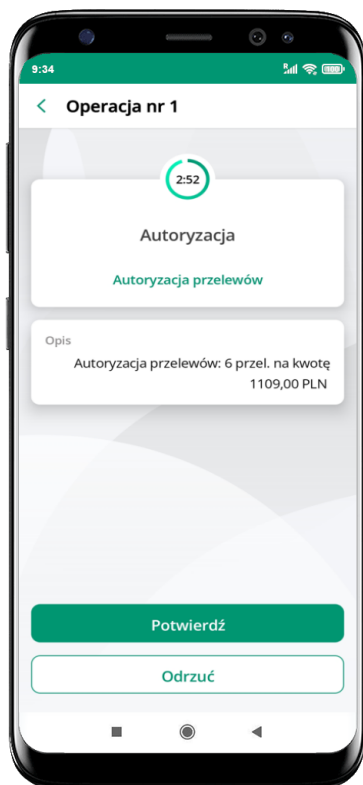 9:34
R
100
Operacja nr 1
2:52
Autoryzacja
Autoryzacja przelewów
Opis
Autoryzacja przelewów: 6 przel. na kwotę
1109,00 PLN
Potwierdź
Odrzuć